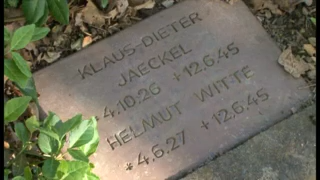 KLAUS-DIETER
JAECKEL
*4.10.26 +12.6.45
HELMUT WITTE
*4.6.27 +12.6.45